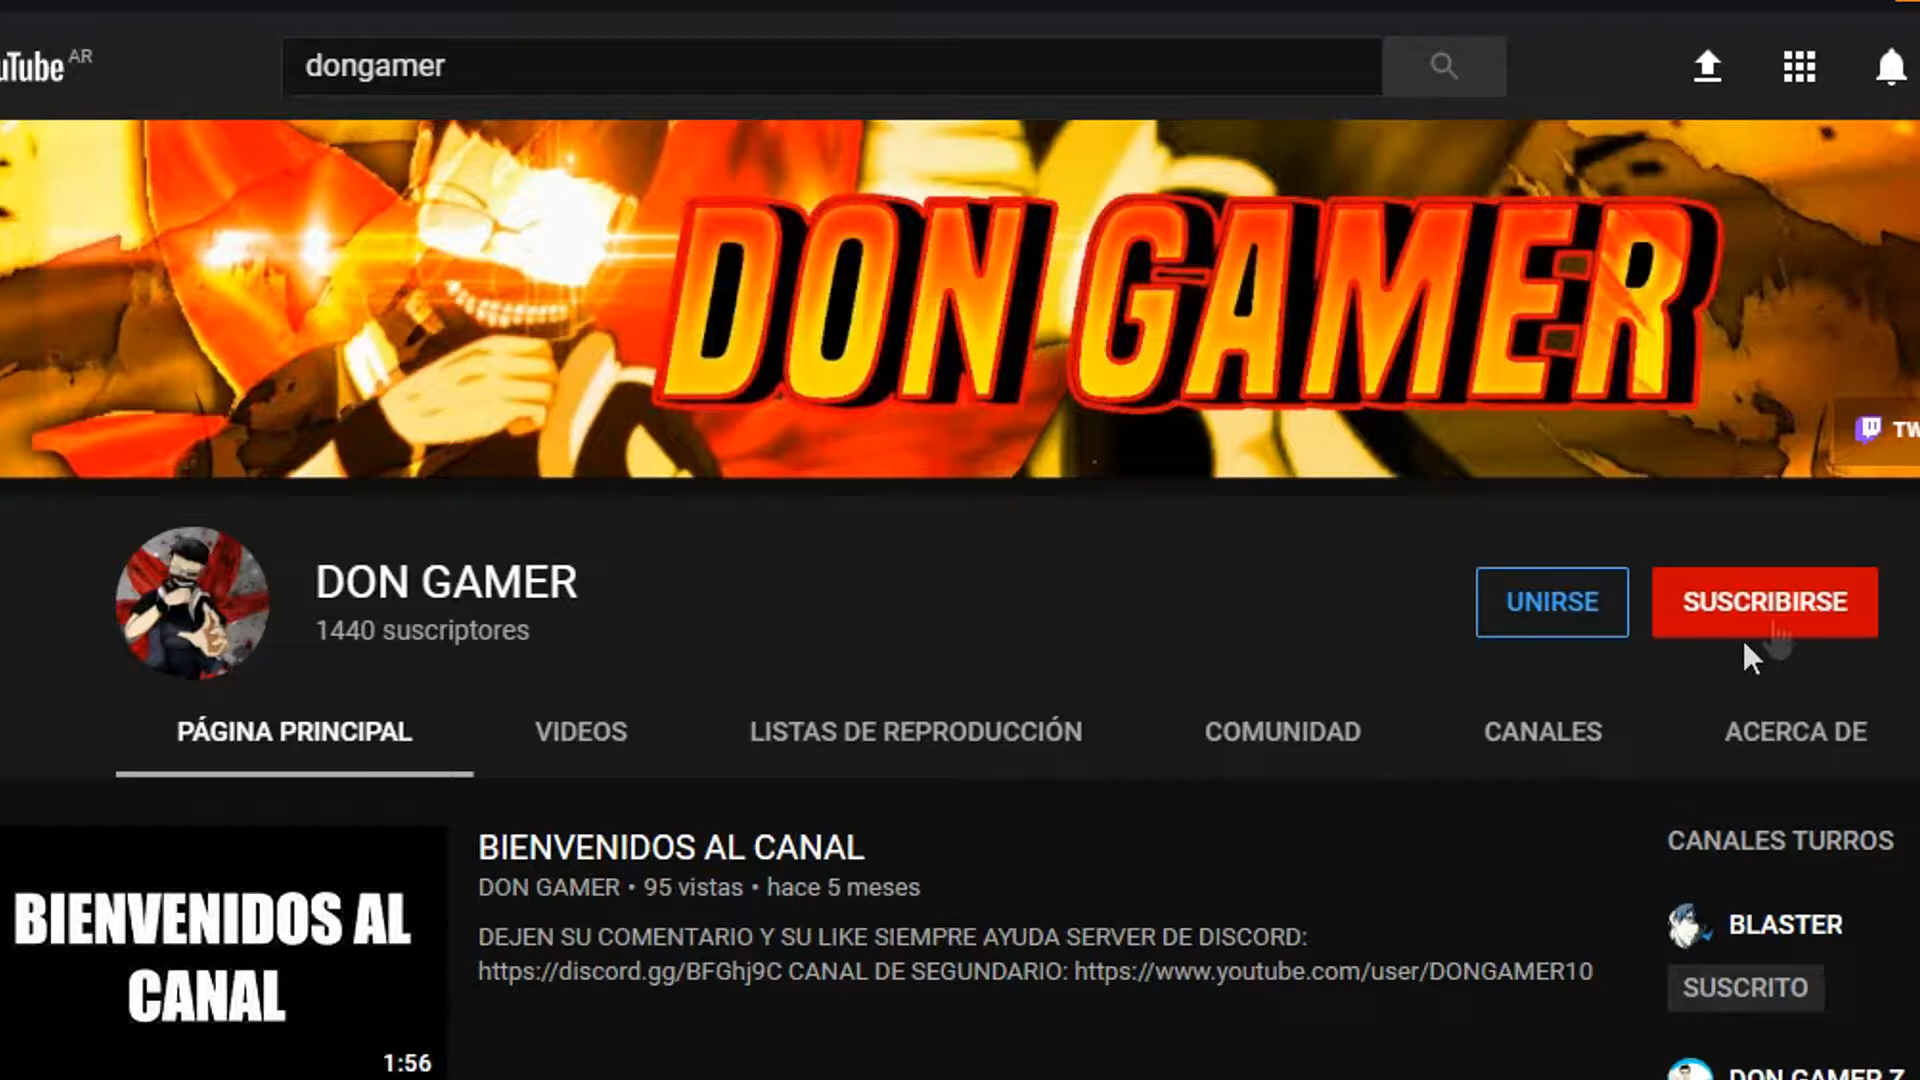 uTube AR
dongamer
DON GAMER
TW
DON GAMER
1440 suscriptores
UNIRSE
SUSCRIBIRSE
PÁGINA PRINCIPAL
VIDEOS
LISTAS DE REPRODUCCIÓN
COMUNIDAD
CANALES
ACERCA DE
BIENVENIDOS AL
CANAL
1:56
BIENVENIDOS AL CANAL
DON GAMER • 95 vistas • hace 5 meses
DEJEN SU COMENTARIO Y SU LIKE SIEMPRE AYUDA SERVER DE DISCORD:
https://discord.gg/BFGhj9C CANAL DE SEGUNDARIO: https://www.youtube.com/user/DONGAMER10
CANALES TURROS
BLASTER
SUSCRITO
DON GAMER Z